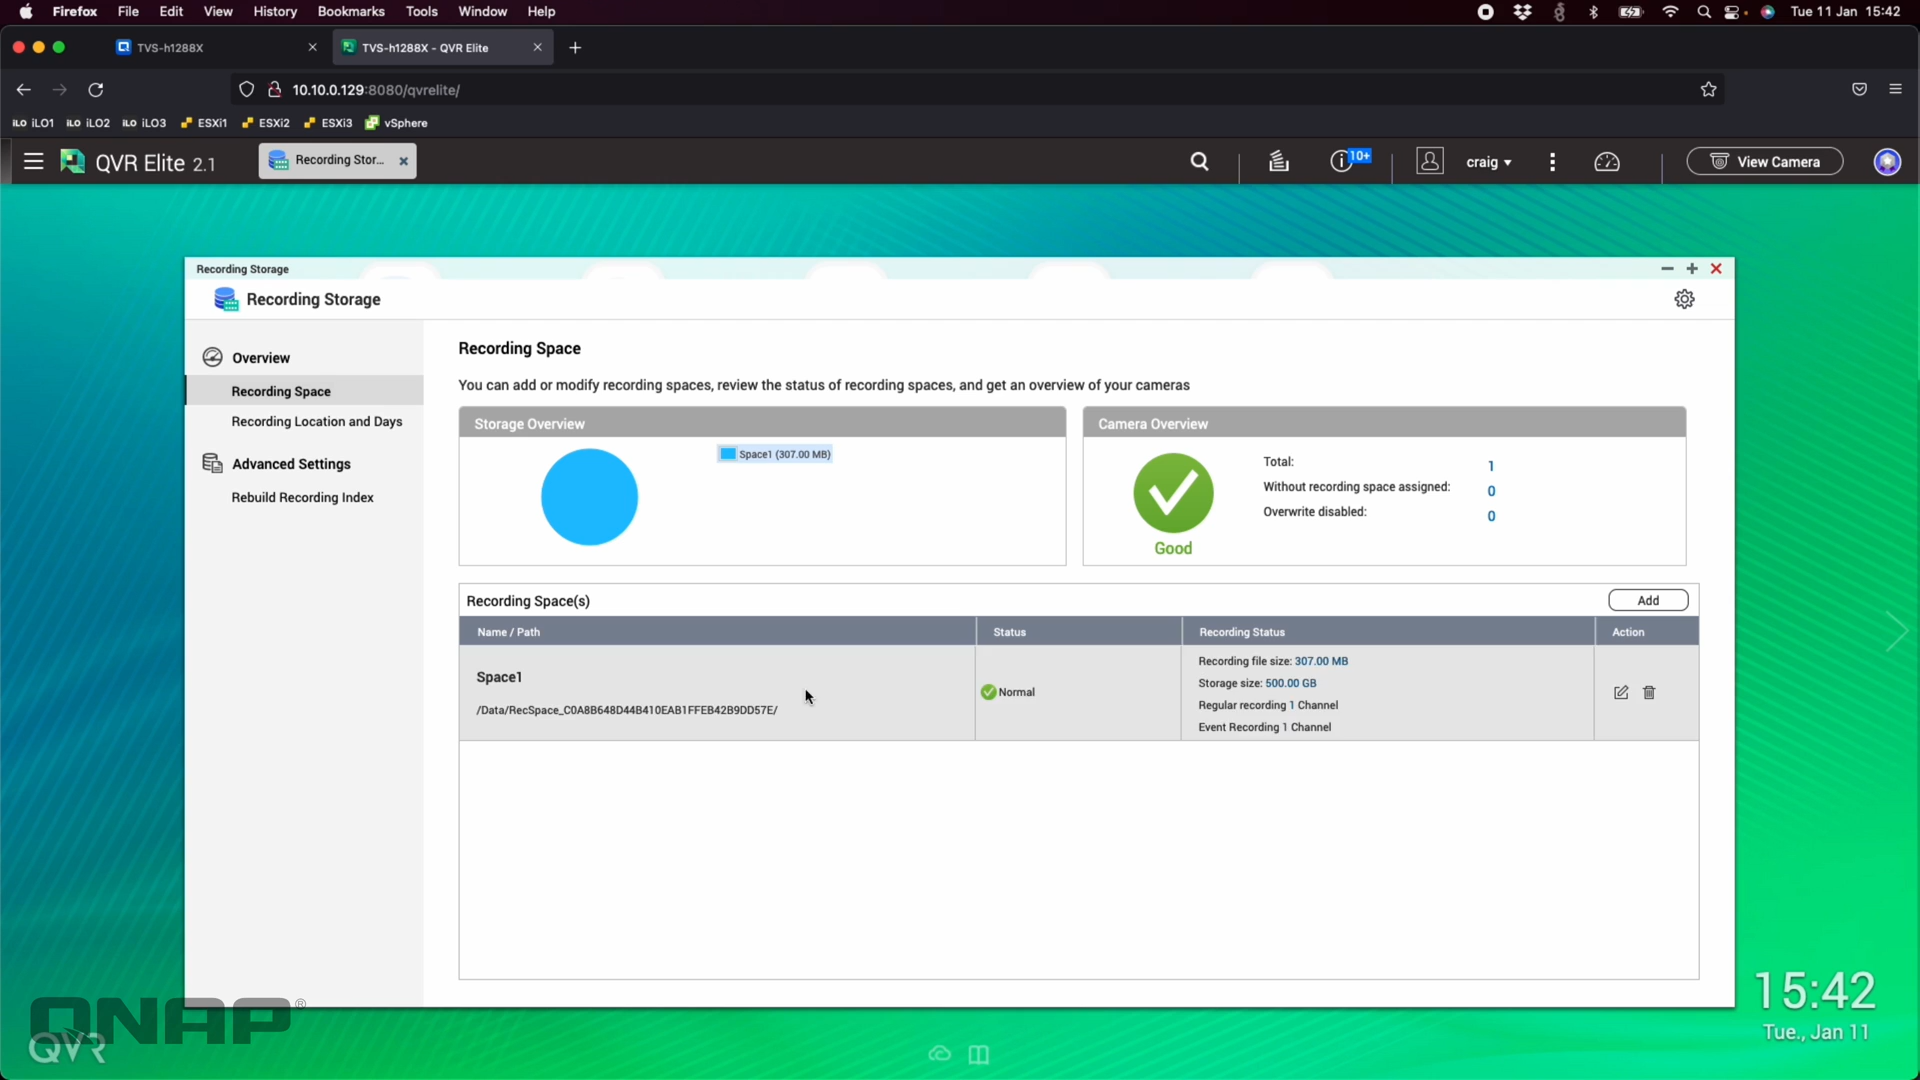 Firefox File Edit View History Bookmarks Tools Window Help Tue 11 Jan 15:42
TVS-h1288X TVS-h1288X - QVR Elite
10.10.0.129:8080/qvrelite/
iLO iLO1 iLO iLO2 iLO iLO3 ESXi1 ESXi2 ESXi3 vSphere
QVR Elite 2.1 Recording Stor... 10+ craig View Camera
Recording Storage
Recording Storage
Overview
Recording Space
Recording Location and Days
Advanced Settings
Rebuild Recording Index
Recording Space
You can add or modify recording spaces, review the status of recording spaces, and get an overview of your cameras
Storage Overview
Space1 (307.00 MB)
Camera Overview
Good
Total: 1
Without recording space assigned: 0
Overwrite disabled: 0
Recording Space(s) Add
Name / Path Status Recording Status Action
Space1
/Data/RecSpace_C0A8B648D44B410EAB1FFEB42B9DD57E/
Normal
Recording file size: 307.00 MB
Storage size: 500.00 GB
Regular recording 1 Channel
Event Recording 1 Channel
QNAP®
QVR
15:42
Tue., Jan 11